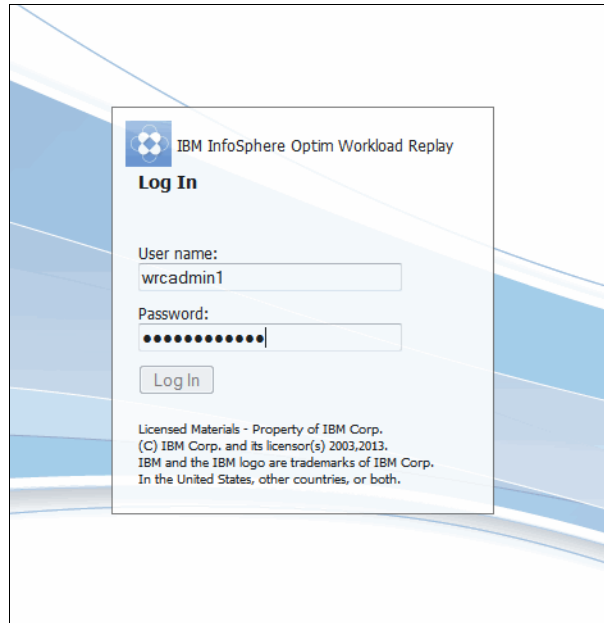 IBM InfoSphere Optim Workload Replay
Log In
User name:
wrcadmin1
Password:
●●●●●●●●●●●●
Log In
Licensed Materials - Property of IBM Corp.
(C) IBM Corp. and its licensor(s) 2003,2013.
IBM and the IBM logo are trademarks of IBM Corp.
In the United States, other countries, or both.